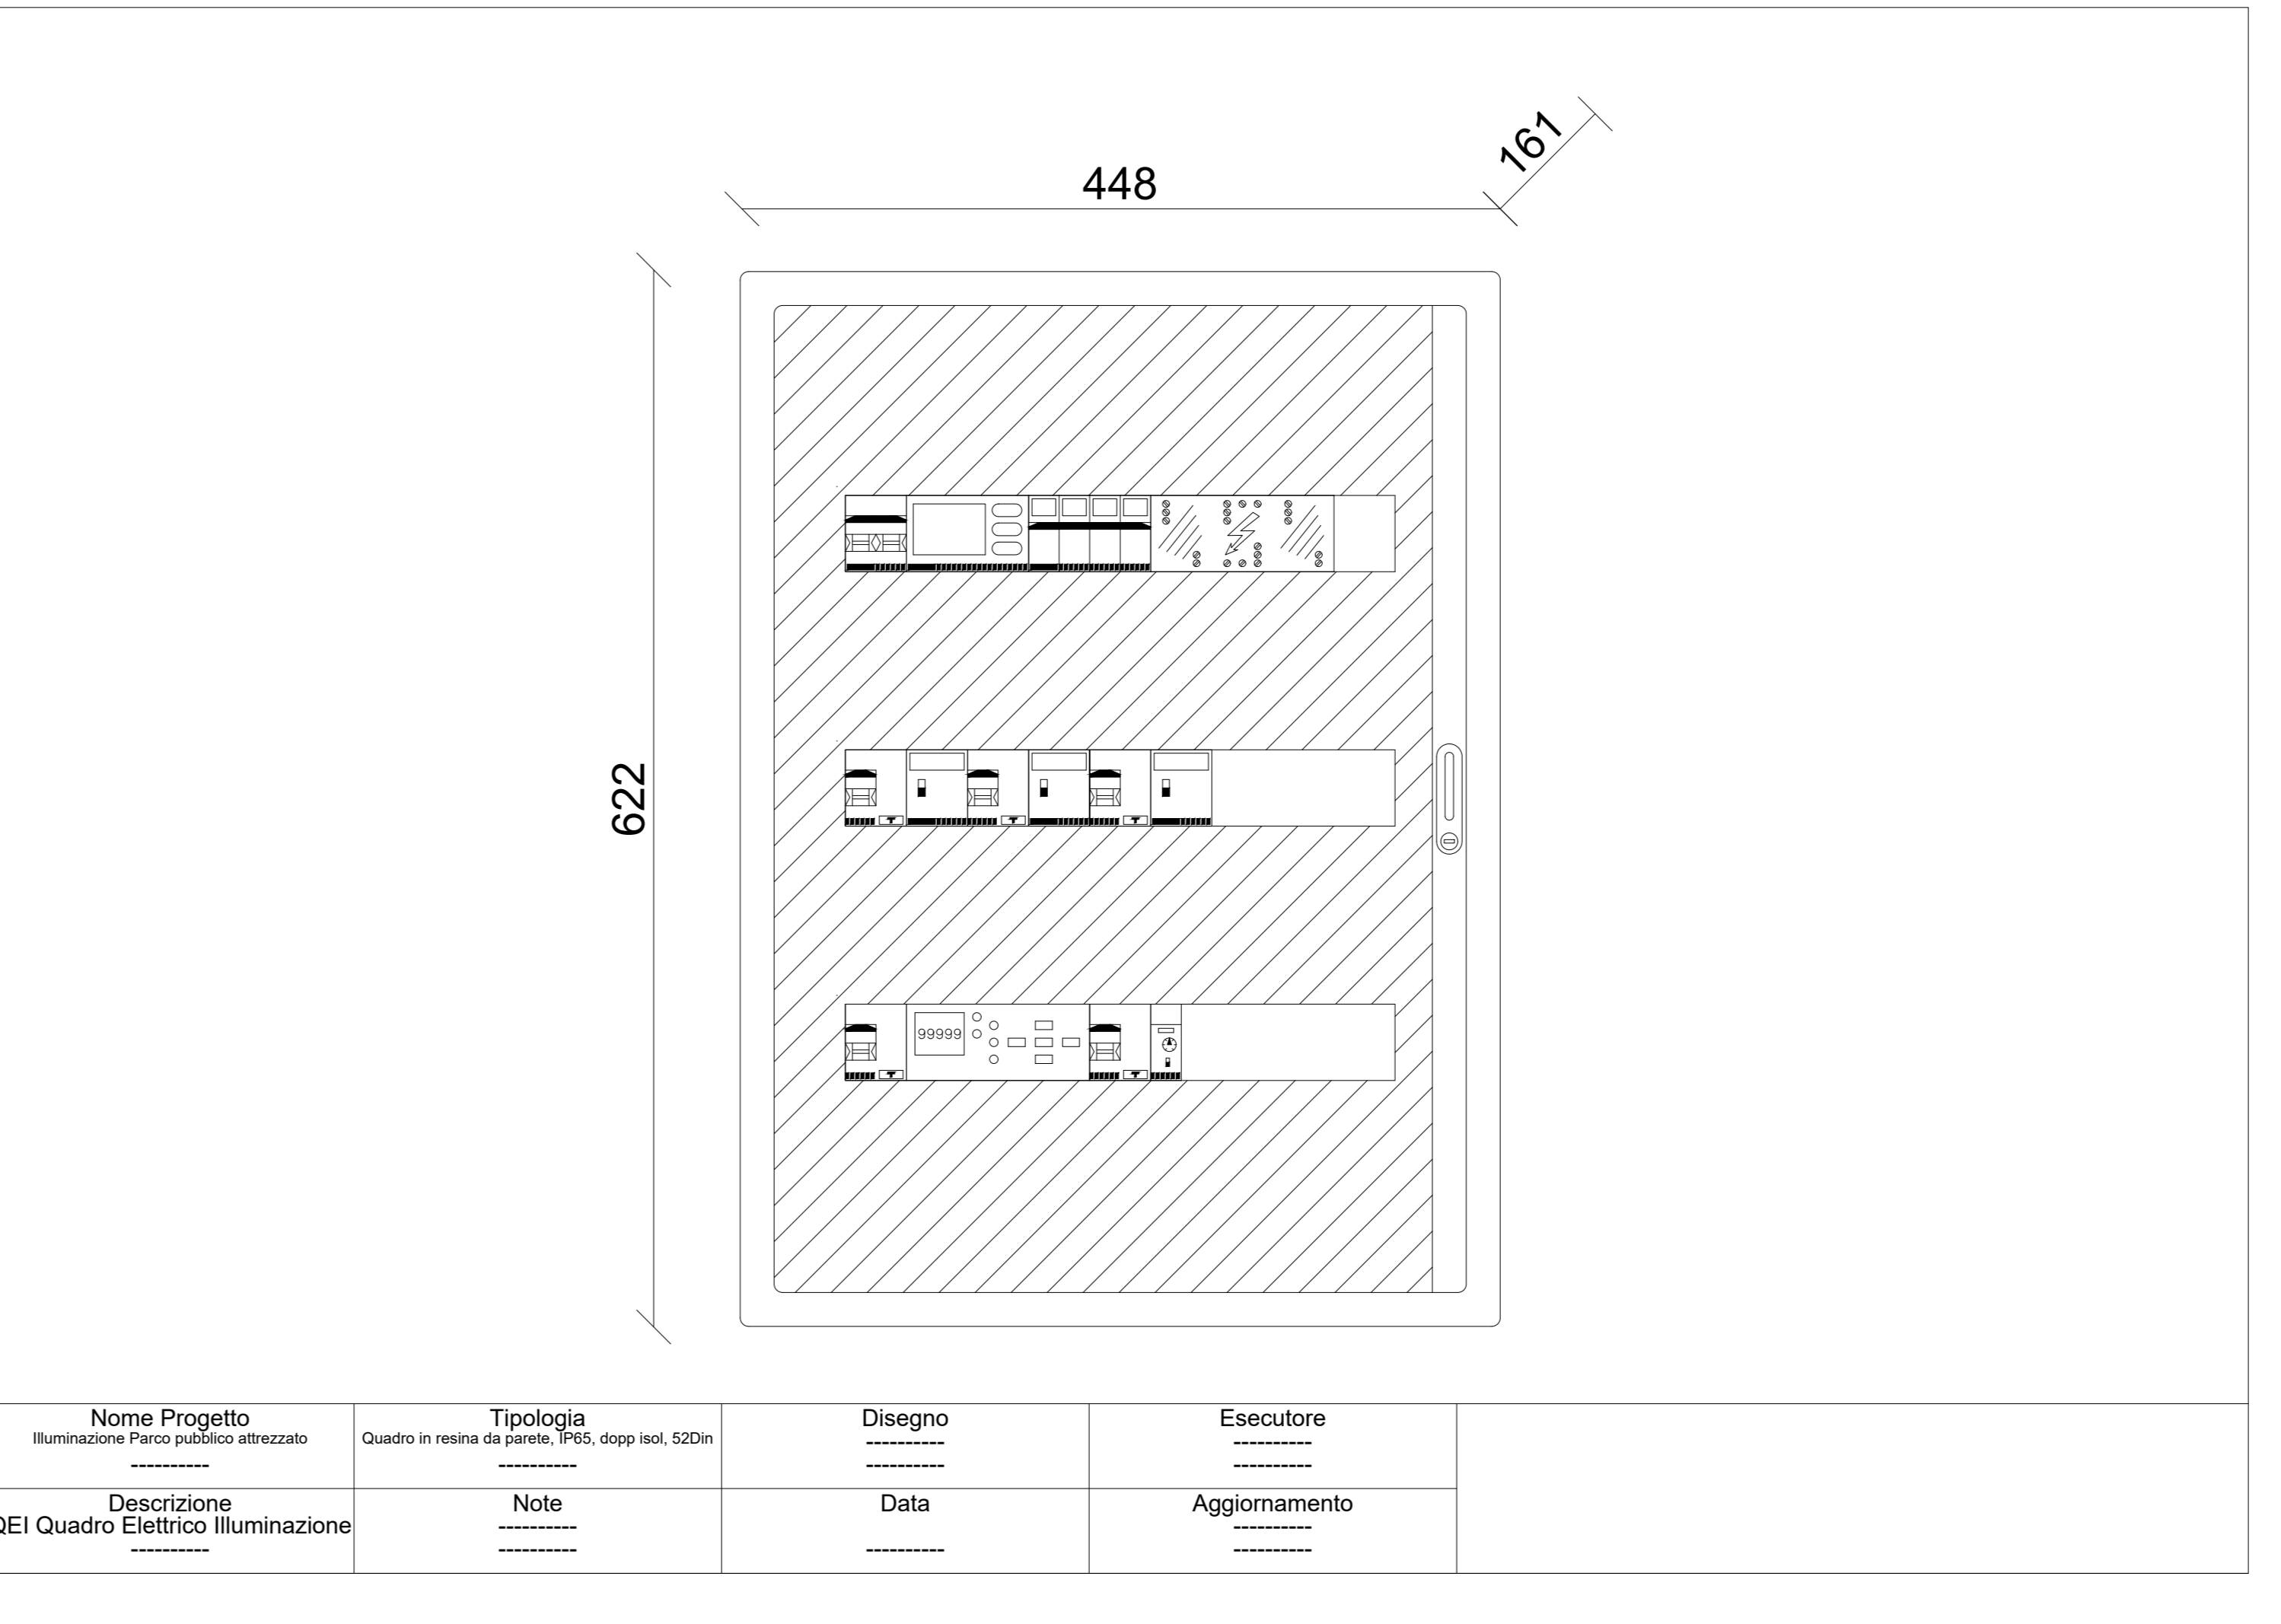 161
448
622
99999
Nome Progetto
Illuminazione Parco pubblico attrezzato
----------
Tipologia
Quadro in resina da parete, IP65, dopp isol, 52Din
----------
Disegno
----------
----------
Esecutore
----------
----------
Descrizione
QEI Quadro Elettrico Illuminazione
----------
Note
----------
----------
Data
----------
Aggiornamento
----------
----------